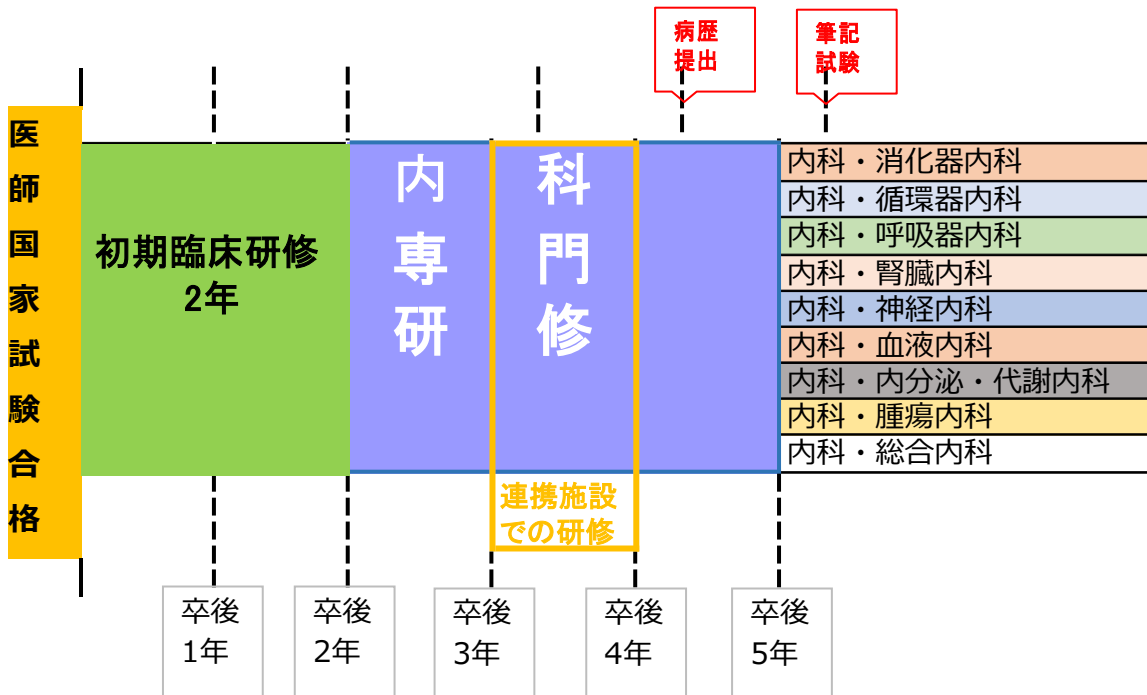 病歴
提出
筆記
試験
医師国家試験合格
初期臨床研修
2年
内科
専門
研修
連携施設
での研修
内科・消化器内科
内科・循環器内科
内科・呼吸器内科
内科・腎臓内科
内科・神経内科
内科・血液内科
内科・内分泌・代謝内科
内科・腫瘍内科
内科・総合内科
卒後
1年
卒後
2年
卒後
3年
卒後
4年
卒後
5年